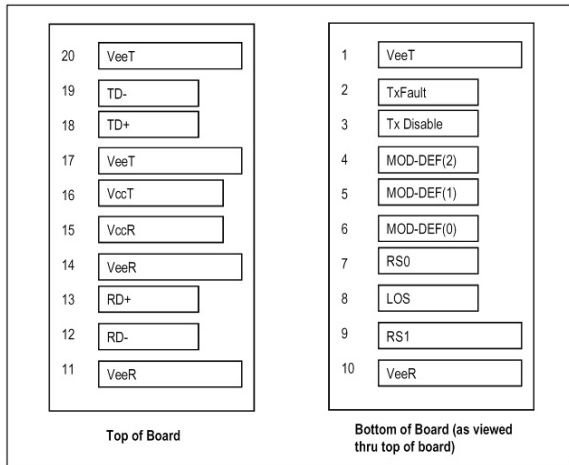 20 VeeT
19 TD-
18 TD+
17 VeeT
16 VccT
15 VccR
14 VeeR
13 RD+
12 RD-
11 VeeR
Top of Board
1 VeeT
2 TxFault
3 Tx Disable
4 MOD-DEF(2)
5 MOD-DEF(1)
6 MOD-DEF(0)
7 RS0
8 LOS
9 RS1
10 VeeR
Bottom of Board (as viewed
thru top of board)